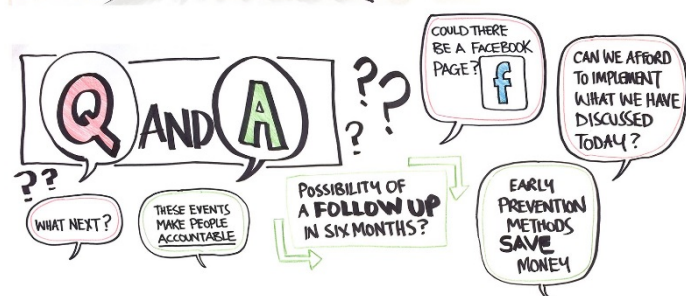 Q AND A
???
??
COULD THERE
BE A FACEBOOK
PAGE?
f
CAN WE AFFORD
TO IMPLEMENT
WHAT WE HAVE
DISCUSSED
TODAY?
WHAT NEXT?
THESE EVENTS
MAKE PEOPLE
ACCOUNTABLE
POSSIBILITY OF
A FOLLOW UP
IN SIX MONTHS?
EARLY
PREVENTION
METHODS
SAVE
MONEY